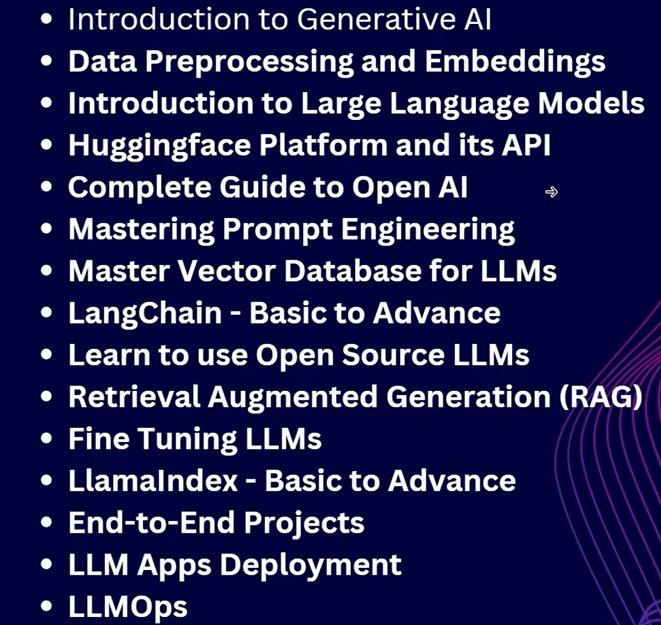 • Introduction to Generative AI
• Data Preprocessing and Embeddings
• Introduction to Large Language Models
• Huggingface Platform and its API
• Complete Guide to Open AI
• Mastering Prompt Engineering
• Master Vector Database for LLMs
• LangChain - Basic to Advance
• Learn to use Open Source LLMs
• Retrieval Augmented Generation (RAG)
• Fine Tuning LLMs
• LlamaIndex - Basic to Advance
• End-to-End Projects
• LLM Apps Deployment
• LLMOps